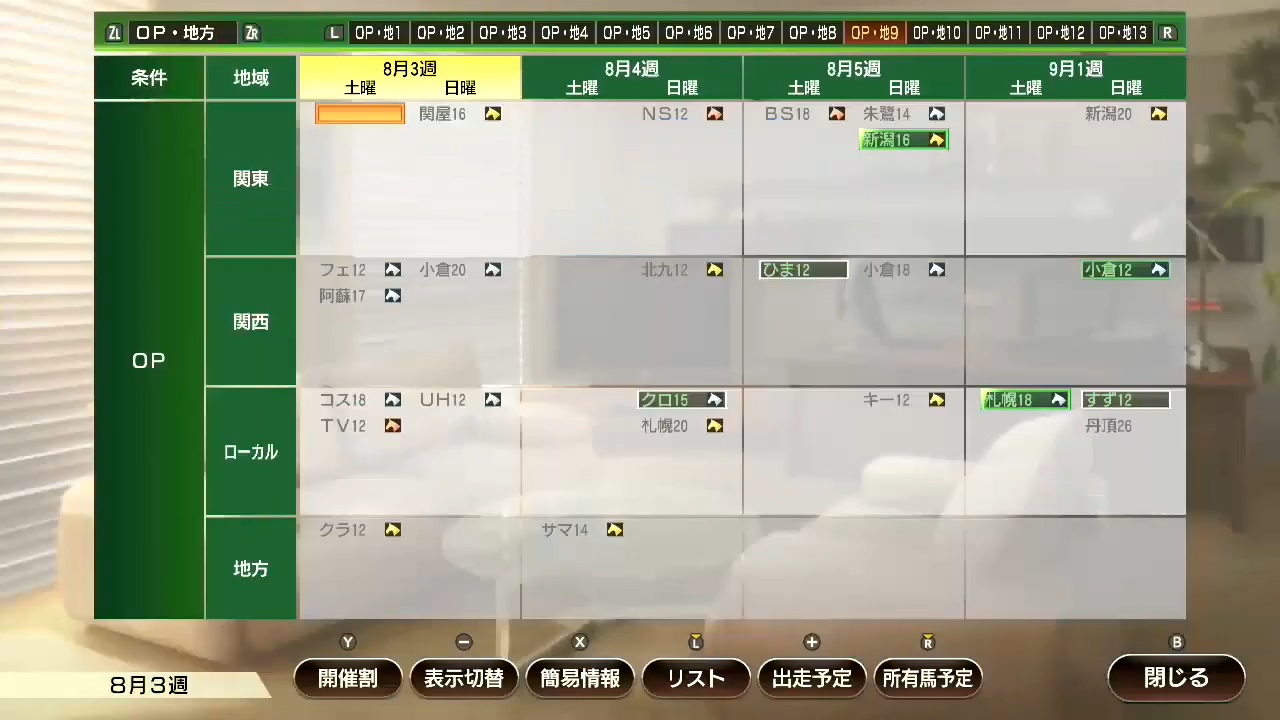 ZL OP・地方 ZR L OP・地1 OP・地2 OP・地3 OP・地4 OP・地5 OP・地6 OP・地7 OP・地8 OP・地9 OP・地10 OP・地11 OP・地12 OP・地13 R
条件 地域 8月3週 8月4週 8月5週 9月1週
土曜 日曜 土曜 日曜 土曜 日曜 土曜 日曜
関屋16 NS12 BS18 朱鷺14 新潟20
新潟16
関東
フェ12 小倉20 北九12 ひま12 小倉18 小倉12
阿蘇17
関西
OP
コス18 UH12 クロ15 キー12 札幌18 すず12
TV12 札幌20 丹頂26
ローカル
クラ12 サマ14
地方
Y − X L + R B
開催割 表示切替 簡易情報 リスト 出走予定 所有馬予定 閉じる
8月3週